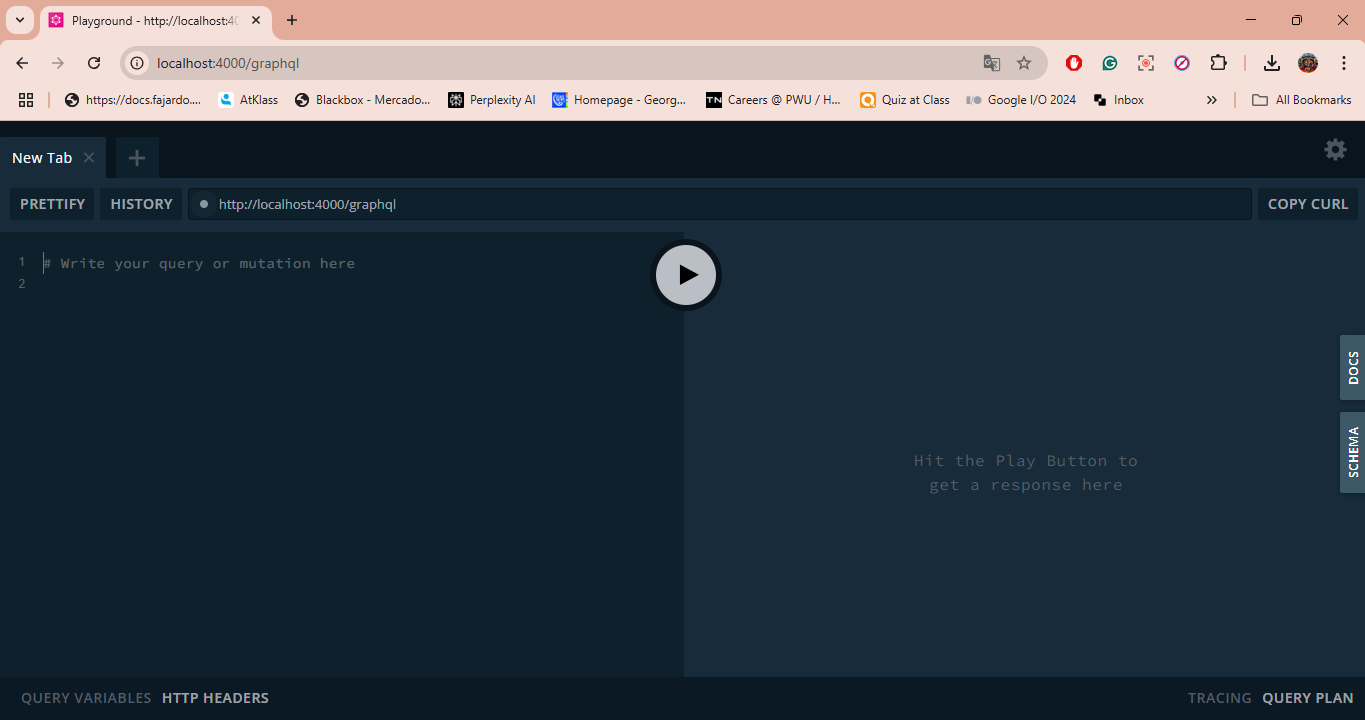 Playground - http://localhost:40
localhost:4000/graphql
https://docs.fajardo.... AtKlass Blackbox - Mercado... Perplexity AI Homepage - Georg... TN Careers @ PWU / H... Quiz at Class I/O Google I/O 2024 Inbox All Bookmarks
New Tab
PRETTIFY HISTORY http://localhost:4000/graphql COPY CURL
1 # Write your query or mutation here
2
DOCS
SCHEMA
Hit the Play Button to
get a response here
QUERY VARIABLES HTTP HEADERS TRACING QUERY PLAN